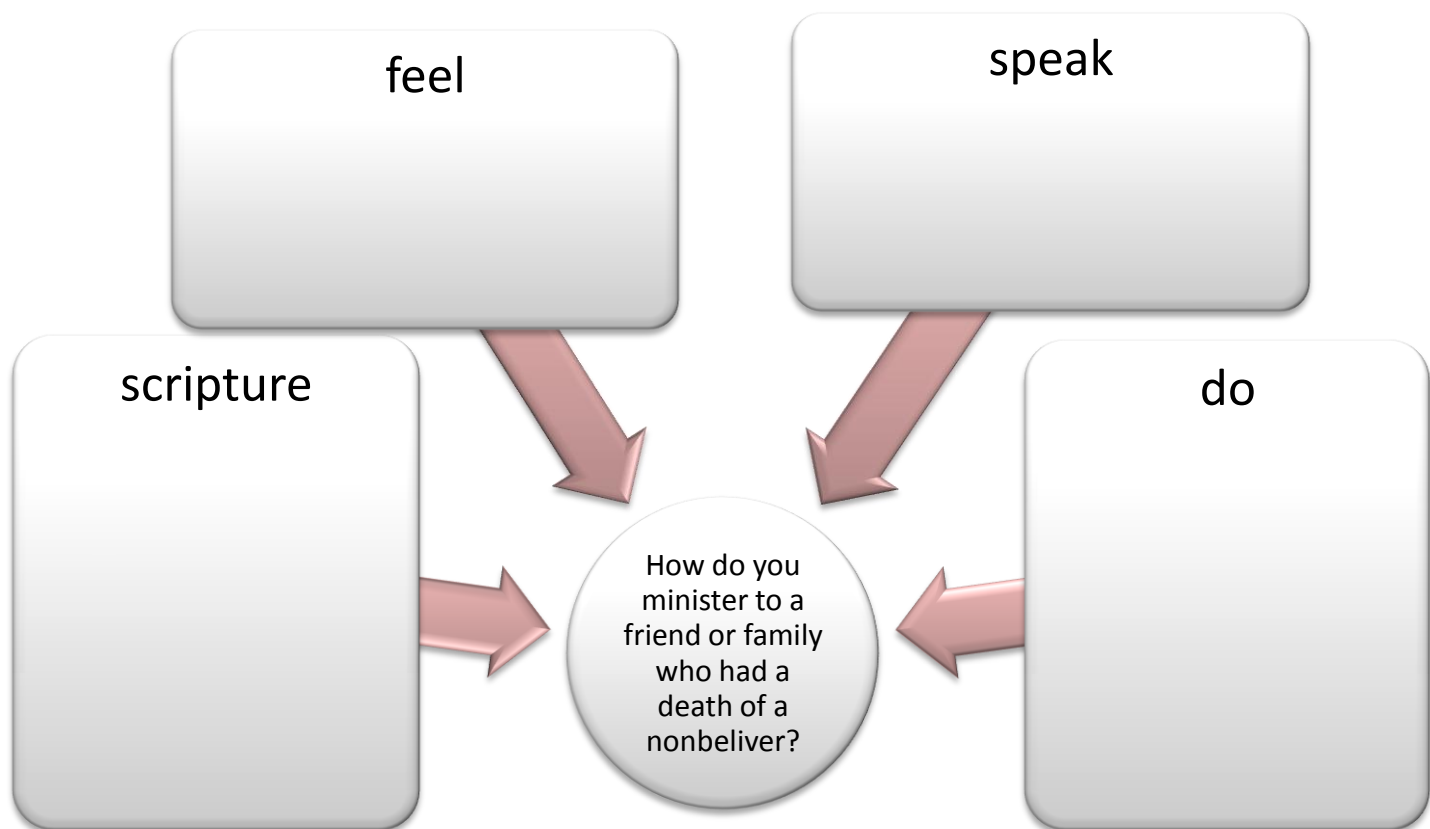 feel
speak
scripture
do
How do you
minister to a
friend or family
who had a
death of a
nonbeliver?